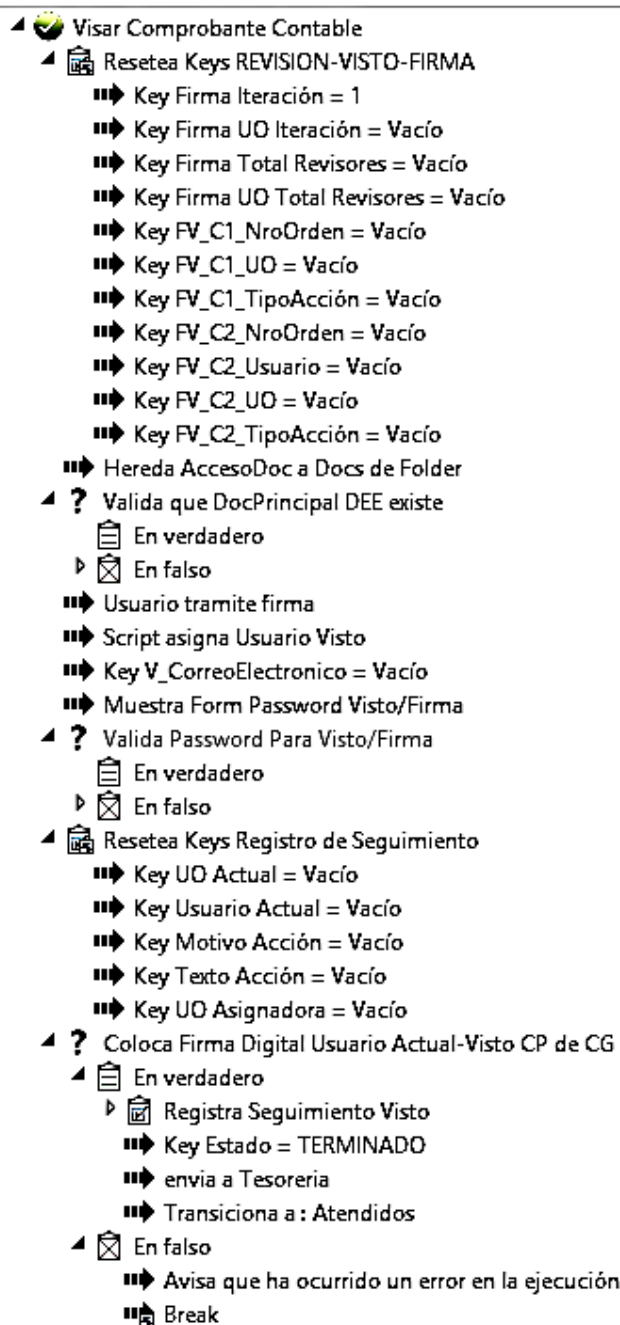 Visar Comprobante Contable
Resetea Keys REVISION-VISTO-FIRMA
Key Firma Iteración = 1
Key Firma UO Iteración = Vacío
Key Firma Total Revisores = Vacío
Key Firma UO Total Revisores = Vacío
Key FV_C1_NroOrden = Vacío
Key FV_C1_UO = Vacío
Key FV_C1_TipoAcción = Vacío
Key FV_C2_NroOrden = Vacío
Key FV_C2_Usuario = Vacío
Key FV_C2_UO = Vacío
Key FV_C2_TipoAcción = Vacío
Hereda AccesoDoc a Docs de Folder
? Valida que DocPrincipal DEE existe
En verdadero
En falso
Usuario tramite firma
Script asigna Usuario Visto
Key V_CorreoElectronico = Vacío
Muestra Form Password Visto/Firma
? Valida Password Para Visto/Firma
En verdadero
En falso
Resetea Keys Registro de Seguimiento
Key UO Actual = Vacío
Key Usuario Actual = Vacío
Key Motivo Acción = Vacío
Key Texto Acción = Vacío
Key UO Asignadora = Vacío
? Coloca Firma Digital Usuario Actual-Visto CP de CG
En verdadero
Registra Seguimiento Visto
Key Estado = TERMINADO
envia a Tesoreria
Transiciona a : Atendidos
En falso
Avisa que ha ocurrido un error en la ejecución
Break